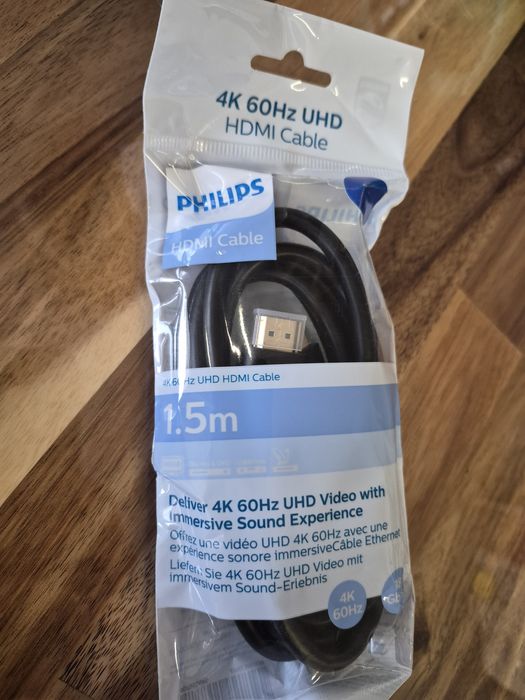 4K 60Hz UHD
HDMI Cable
PHILIPS
HDMI Cable
4K 60Hz UHD HDMI Cable
1.5m
Deliver 4K 60Hz UHD Video with
Immersive Sound Experience
Offrez une vidéo UHD 4K 60Hz avec une
expérience sonore immersiveCâble Ethernet
Liefern Sie 4K 60Hz UHD Video mit
immersivem Sound-Erlebnis
4K
60Hz